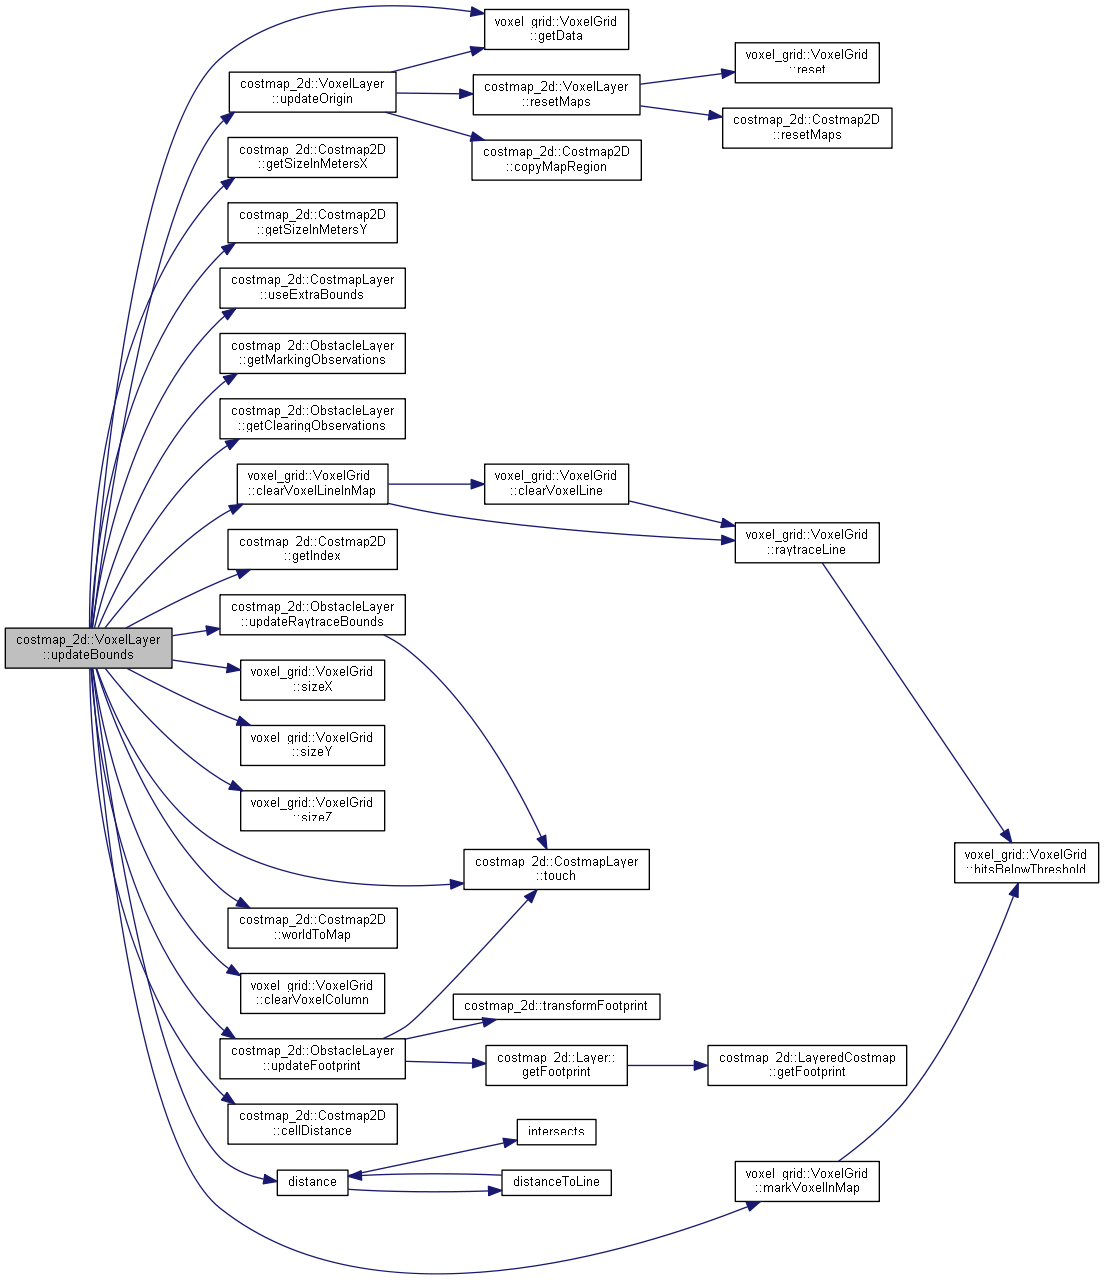 voxel_grid::VoxelGrid
::getData
costmap_2d::VoxelLayer
::updateOrigin
voxel_grid::VoxelGrid
::reset
costmap_2d::VoxelLayer
::resetMaps
costmap_2d::Costmap2D
::resetMaps
costmap_2d::Costmap2D
::copyMapRegion
costmap_2d::Costmap2D
::getSizeInMetersX
costmap_2d::Costmap2D
::getSizeInMetersY
costmap_2d::CostmapLayer
::useExtraBounds
costmap_2d::ObstacleLayer
::getMarkingObservations
costmap_2d::ObstacleLayer
::getClearingObservations
voxel_grid::VoxelGrid
::clearVoxelLineInMap
voxel_grid::VoxelGrid
::clearVoxelLine
voxel_grid::VoxelGrid
::raytraceLine
costmap_2d::Costmap2D
::getIndex
costmap_2d::ObstacleLayer
::updateRaytraceBounds
costmap_2d::VoxelLayer
::updateBounds
voxel_grid::VoxelGrid
::sizeX
voxel_grid::VoxelGrid
::sizeY
voxel_grid::VoxelGrid
::sizeZ
costmap_2d::CostmapLayer
::touch
voxel_grid::VoxelGrid
::bitsBelowThreshold
costmap_2d::Costmap2D
::worldToMap
voxel_grid::VoxelGrid
::clearVoxelColumn
costmap_2d::transformFootprint
costmap_2d::ObstacleLayer
::updateFootprint
costmap_2d::Layer::
getFootprint
costmap_2d::LayeredCostmap
::getFootprint
costmap_2d::Costmap2D
::cellDistance
intersects
distance
distanceToLine
voxel_grid::VoxelGrid
::markVoxelInMap